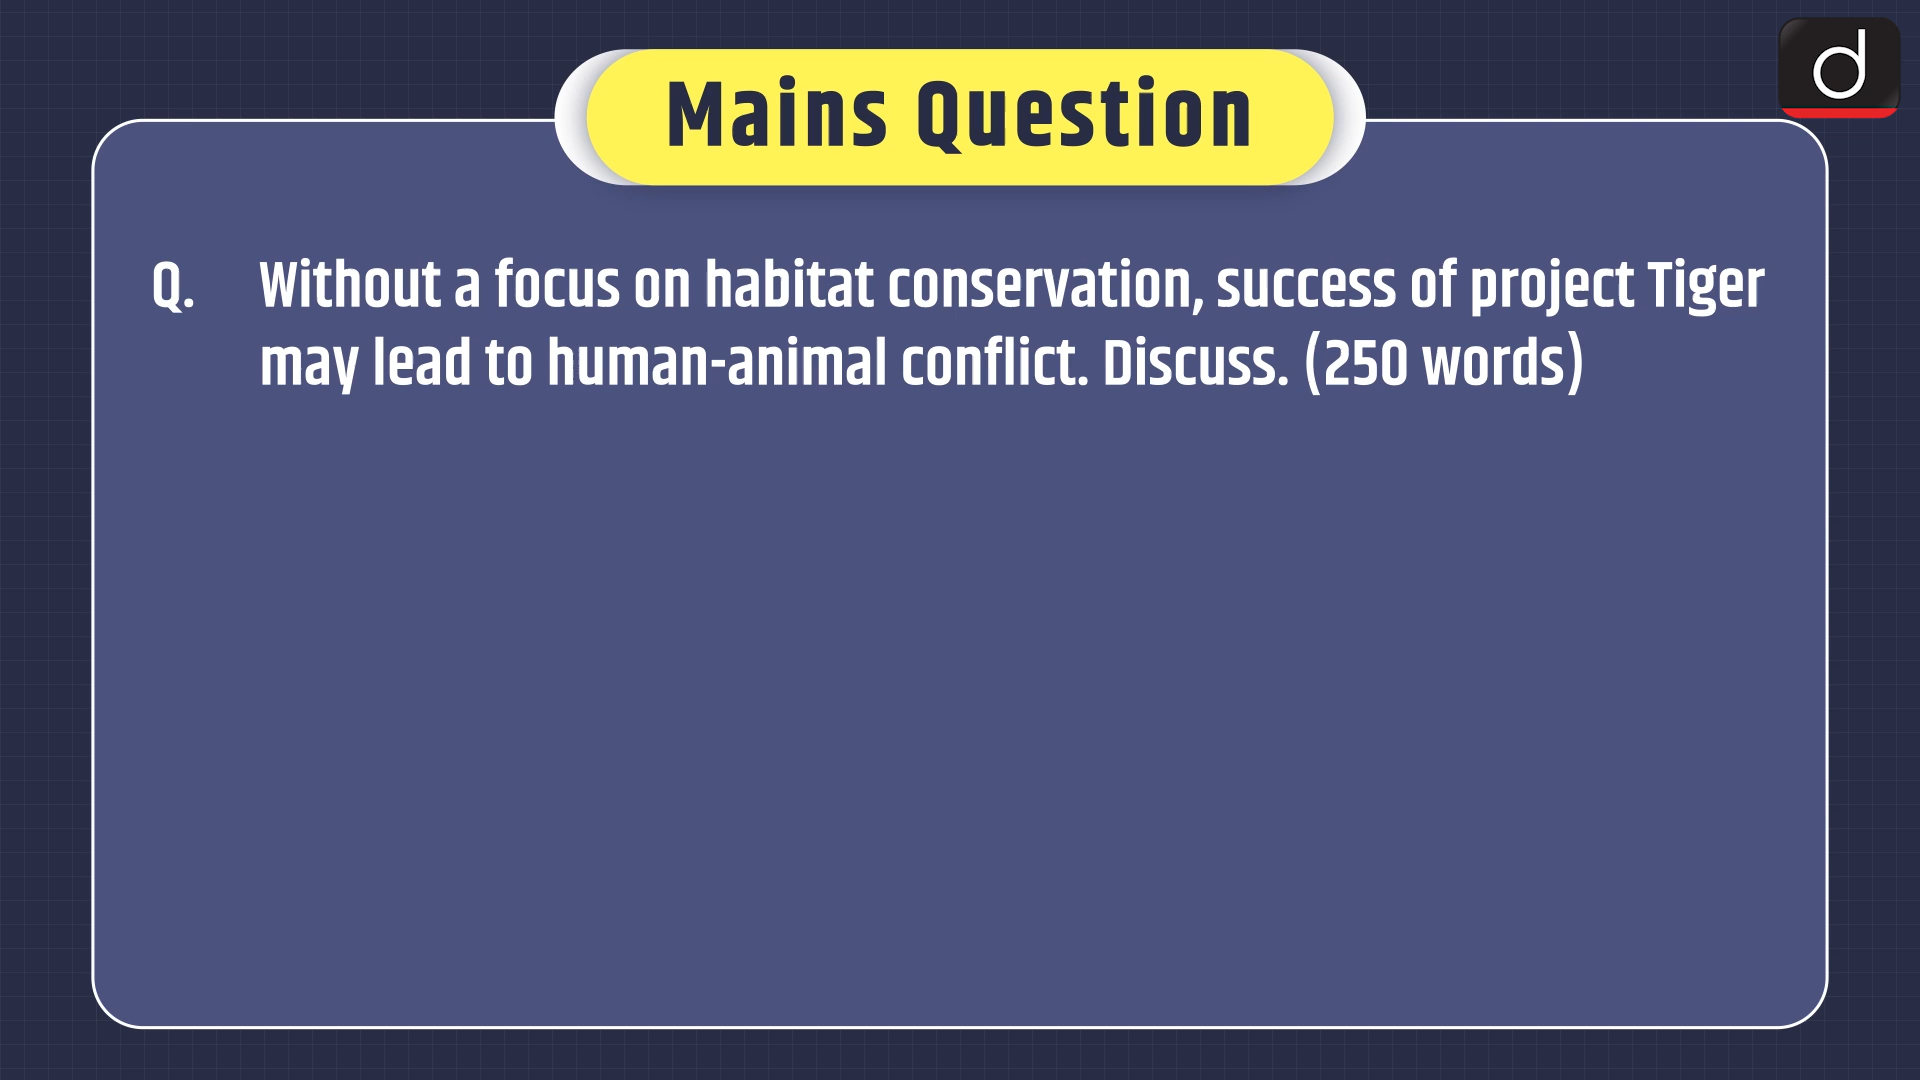 Mains Question
d
Q. Without a focus on habitat conservation, success of project Tiger
may lead to human-animal conflict. Discuss. (250 words)